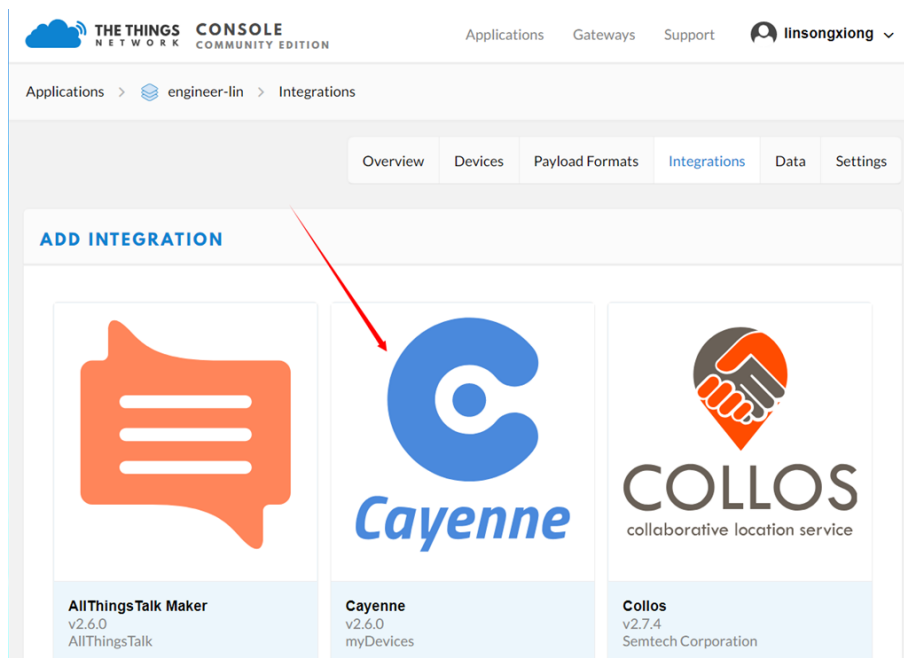 THE THINGS
NETWORK
CONSOLE
COMMUNITY EDITION
Applications Gateways Support linsongxiong
Applications > engineer-lin > Integrations
Overview Devices Payload Formats Integrations Data Settings
ADD INTEGRATION
Cayenne
COLLOS
collaborative location service
AllThingsTalk Maker
v2.6.0
AllThingsTalk
Cayenne
v2.6.0
myDevices
Collos
v2.7.4
Semtech Corporation